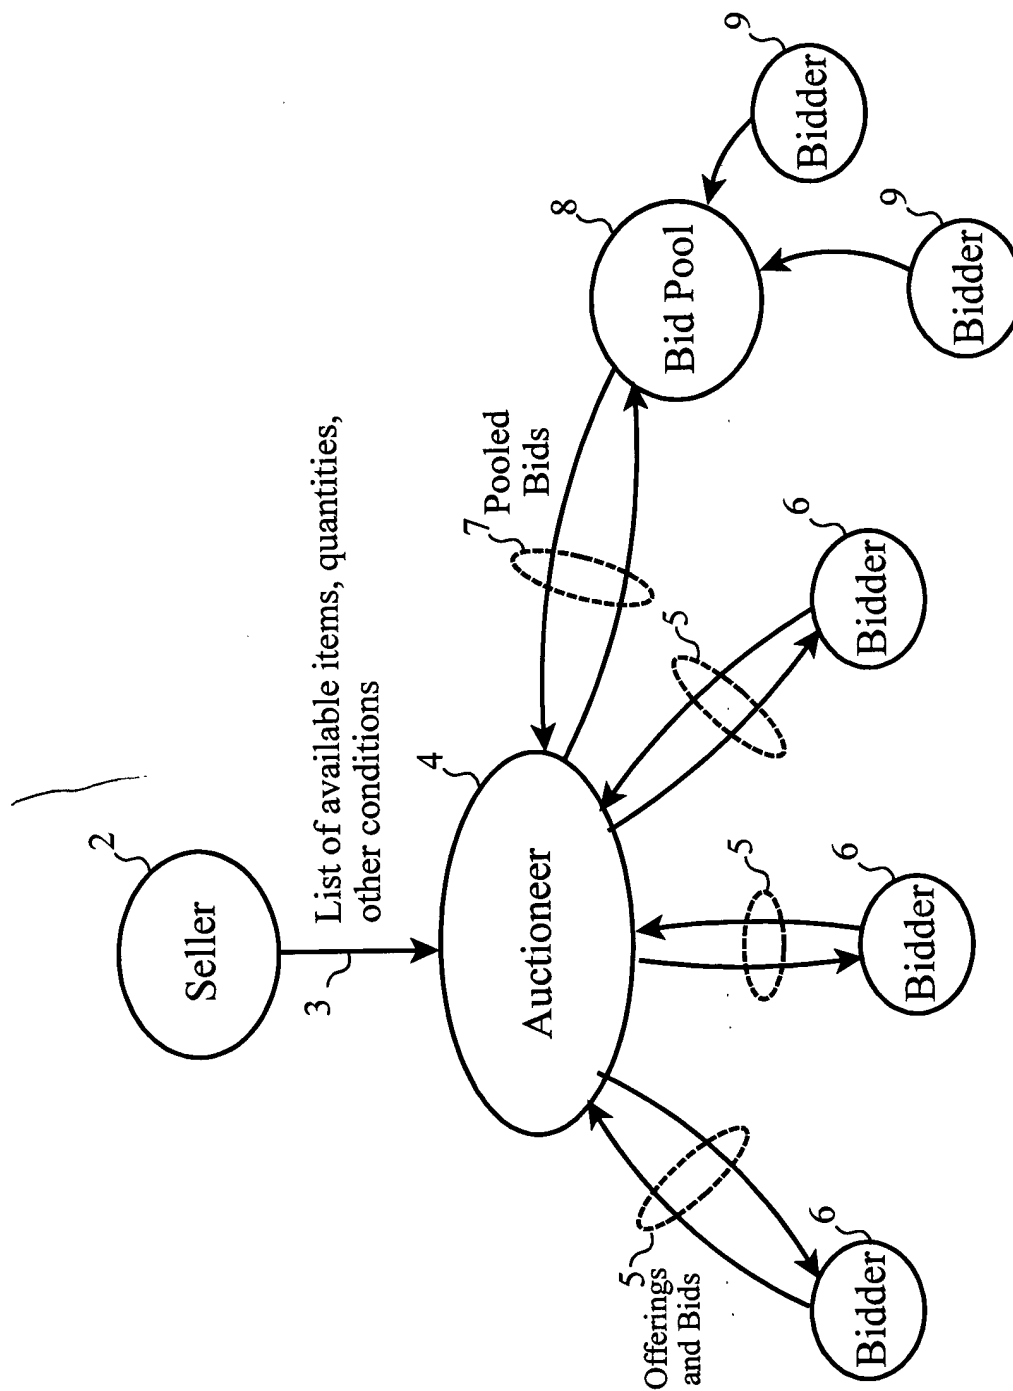 2
Seller
3
List of available items, quantities,
other conditions
4
Auctioneer
5
Offerings
and Bids
6
Bidder
5
6
Bidder
5
6
Bidder
7
Pooled
Bids
8
Bid Pool
9
Bidder
9
Bidder